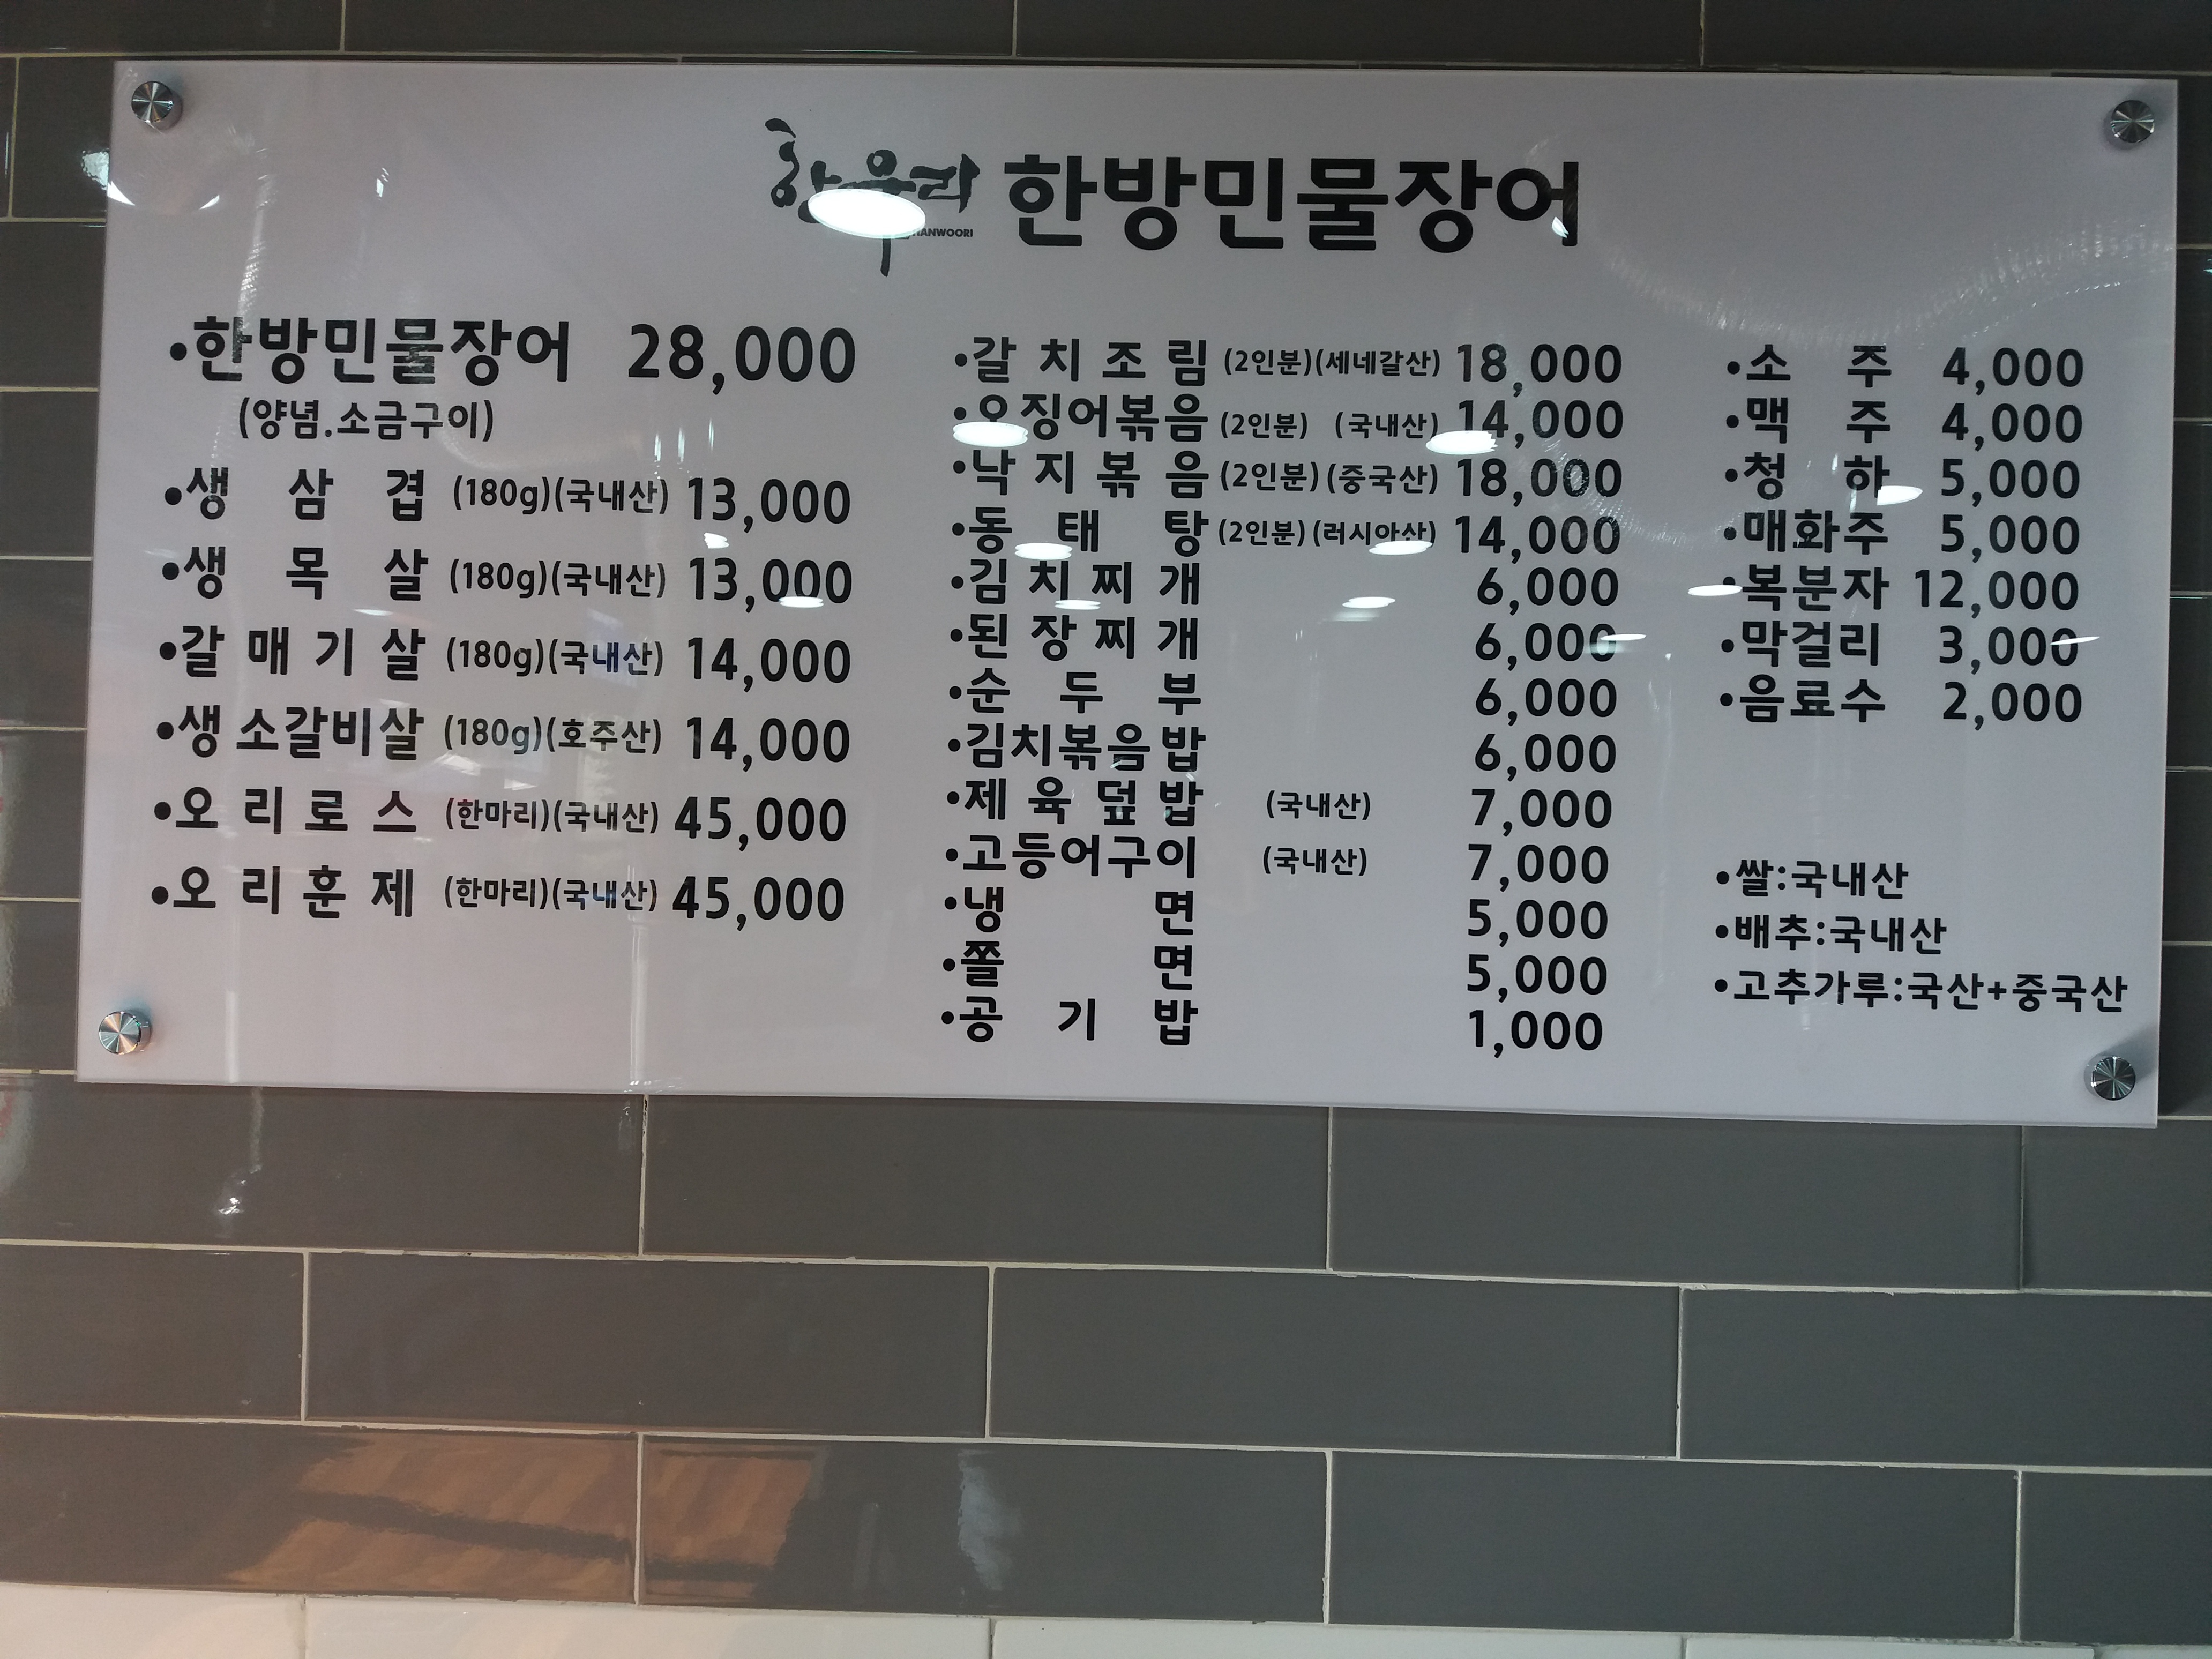 한우리 HANWOORI 한방민물장어
•한방민물장어 28,000
(양념.소금구이)
•생삼겹 (180g)(국내산) 13,000
•생목살 (180g)(국내산) 13,000
•갈매기살 (180g)(국내산) 14,000
•생소갈비살 (180g)(호주산) 14,000
•오리로스 (한마리)(국내산) 45,000
•오리훈제 (한마리)(국내산) 45,000
•갈치조림 (2인분)(세네갈산) 18,000
•오징어볶음 (2인분) (국내산) 14,000
•낙지볶음 (2인분)(중국산) 18,000
•동태탕 (2인분)(러시아산) 14,000
•김치찌개 6,000
•된장찌개 6,000
•순두부 6,000
•김치볶음밥 6,000
•제육덮밥 (국내산) 7,000
•고등어구이 (국내산) 7,000
•냉면 5,000
•쫄면 5,000
•공기밥 1,000
•소주 4,000
•맥주 4,000
•청하 5,000
•매화주 5,000
•복분자 12,000
•막걸리 3,000
•음료수 2,000
•쌀:국내산
•배추:국내산
•고추가루:국산+중국산